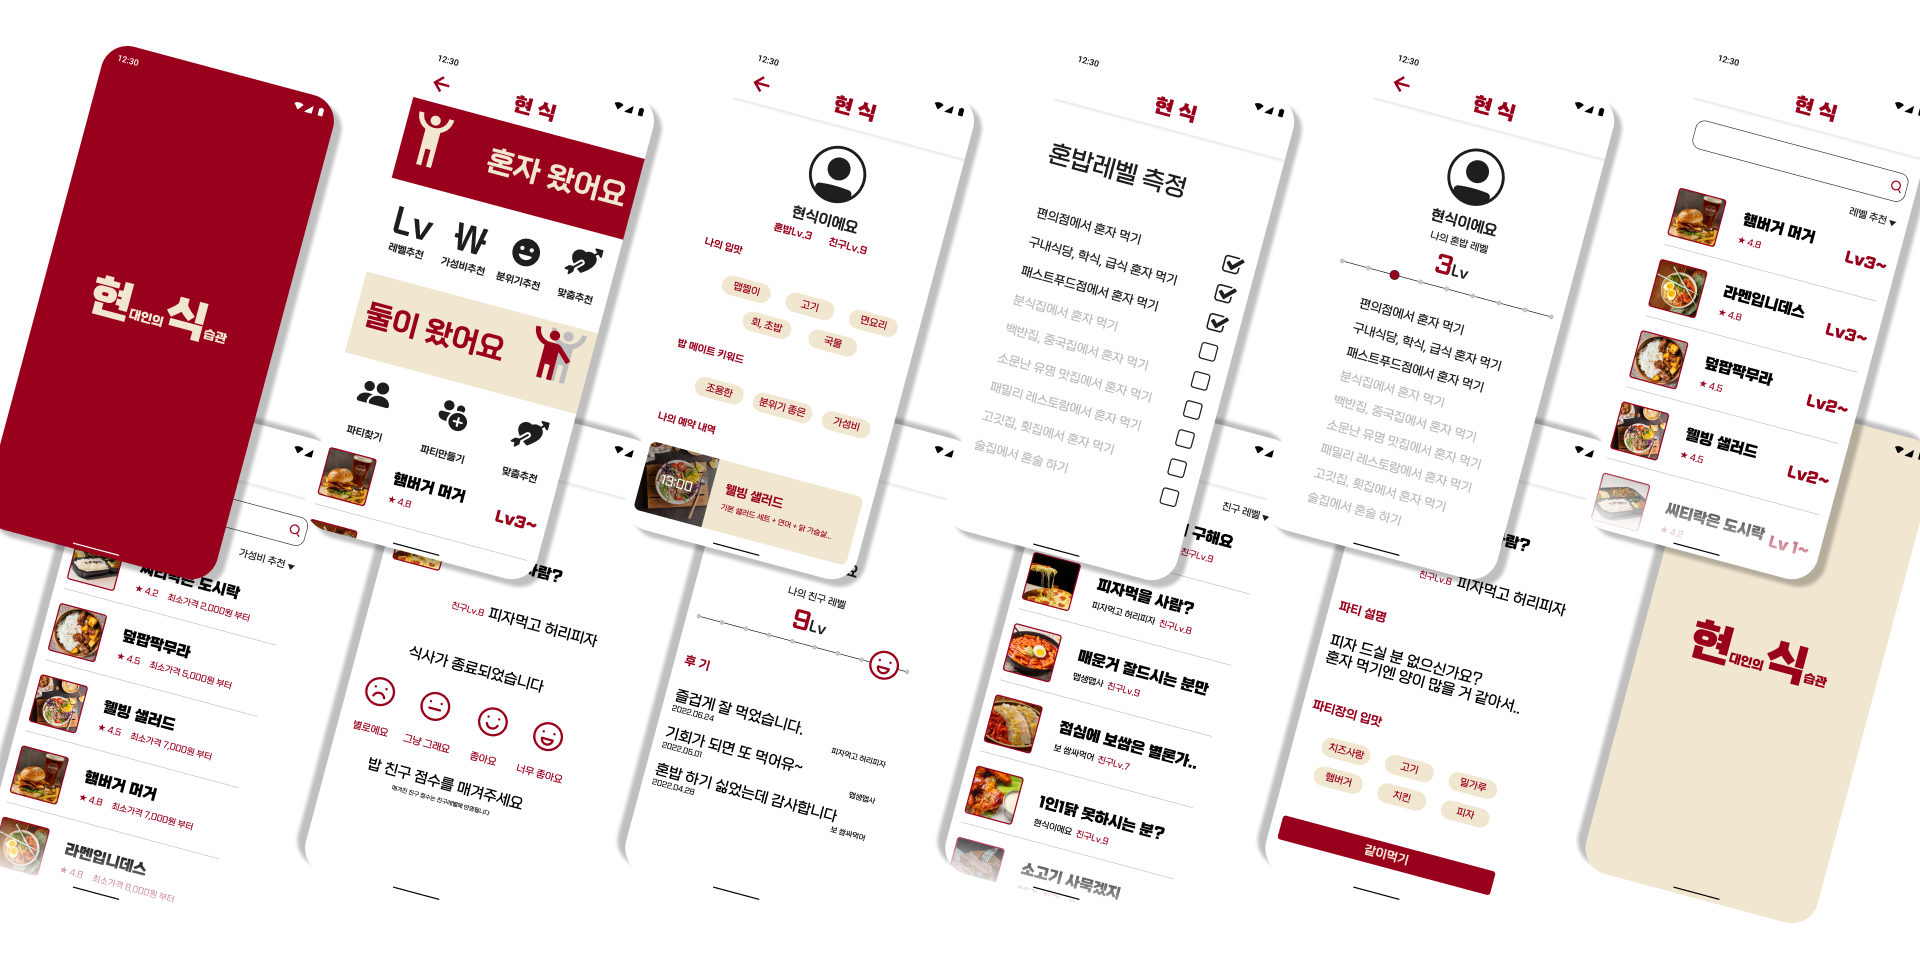 12:30
현대인의식습관
12:30
현 식
혼자 왔어요
Lv
레벨추천
가성비추천
분위기추천
맞춤추천
둘이 왔어요
파티찾기
파티만들기
맞춤추천
햄버거 머거
★ 4.8
Lv3~
12:30
현 식
현식이에요
혼밥Lv.3 친구Lv.9
나의 입맛
맵찔이
고기
면요리
회, 초밥
국물
밥 메이트 키워드
조용한
분위기 좋은
가성비
나의 예약 내역
13:00
웰빙 샐러드
기본 샐러드 세트 + 연어 + 닭 가슴살...
12:30
현 식
혼밥레벨 측정
편의점에서 혼자 먹기
구내식당, 학식, 급식 혼자 먹기
패스트푸드점에서 혼자 먹기
분식집에서 혼자 먹기
백반집, 중국집에서 혼자 먹기
소문난 유명 맛집에서 혼자 먹기
패밀리 레스토랑에서 혼자 먹기
고깃집, 횟집에서 혼자 먹기
술집에서 혼술 하기
12:30
현 식
현식이에요
나의 혼밥 레벨
3Lv
편의점에서 혼자 먹기
구내식당, 학식, 급식 혼자 먹기
패스트푸드점에서 혼자 먹기
분식집에서 혼자 먹기
백반집, 중국집에서 혼자 먹기
소문난 유명 맛집에서 혼자 먹기
패밀리 레스토랑에서 혼자 먹기
고깃집, 횟집에서 혼자 먹기
술집에서 혼술 하기
12:30
현 식
레벨 추천 ▼
햄버거 머거
★ 4.8
Lv3~
라멘입니데스
★ 4.8
Lv3~
덮팝팍무라
★ 4.5
Lv2~
웰빙 샐러드
★ 4.5
Lv2~
씨티락은 도시락
★ 4.2
Lv 1~
가성비 추천 ▼
씨티락은 도시락
★ 4.2 최소가격 2,000원 부터
덮팝팍무라
★ 4.5 최소가격 5,000원 부터
웰빙 샐러드
★ 4.5 최소가격 7,000원 부터
햄버거 머거
★ 4.8 최소가격 7,000원 부터
라멘입니데스
★ 4.8 최소가격 8,000원 부터
사람?
친구Lv.8 피자먹고 허리피자
식사가 종료되었습니다
별로에요
그냥 그래요
좋아요
너무 좋아요
밥 친구 점수를 매겨주세요
매겨진 친구 점수는 친구레벨에 반영됩니다
나의 친구 레벨
9Lv
후 기
즐겁게 잘 먹었습니다.
2022.06.24
피자먹고 허리피자
기회가 되면 또 먹어유~
2022.05.01
맵생맵사
혼밥 하기 싫었는데 감사합니다
2022.04.28
보 쌈싸먹어
친구 레벨 ▼
구해요
친구Lv.9
피자먹을 사람?
피자먹고 허리피자 친구Lv.8
매운거 잘드시는 분만
맵생맵사 친구Lv.9
점심에 보쌈은 별론가..
보 쌈싸먹어 친구Lv.7
1인1닭 못하시는 분?
현식이에요 친구Lv.9
소고기 사묵겠지
사람?
친구Lv.8 피자먹고 허리피자
파티 설명
피자 드실 분 없으신가요?
혼자 먹기엔 양이 많을 거 같아서..
파티장의 입맛
치즈사랑
고기
밀가루
햄버거
치킨
피자
같이먹기
현대인의식습관